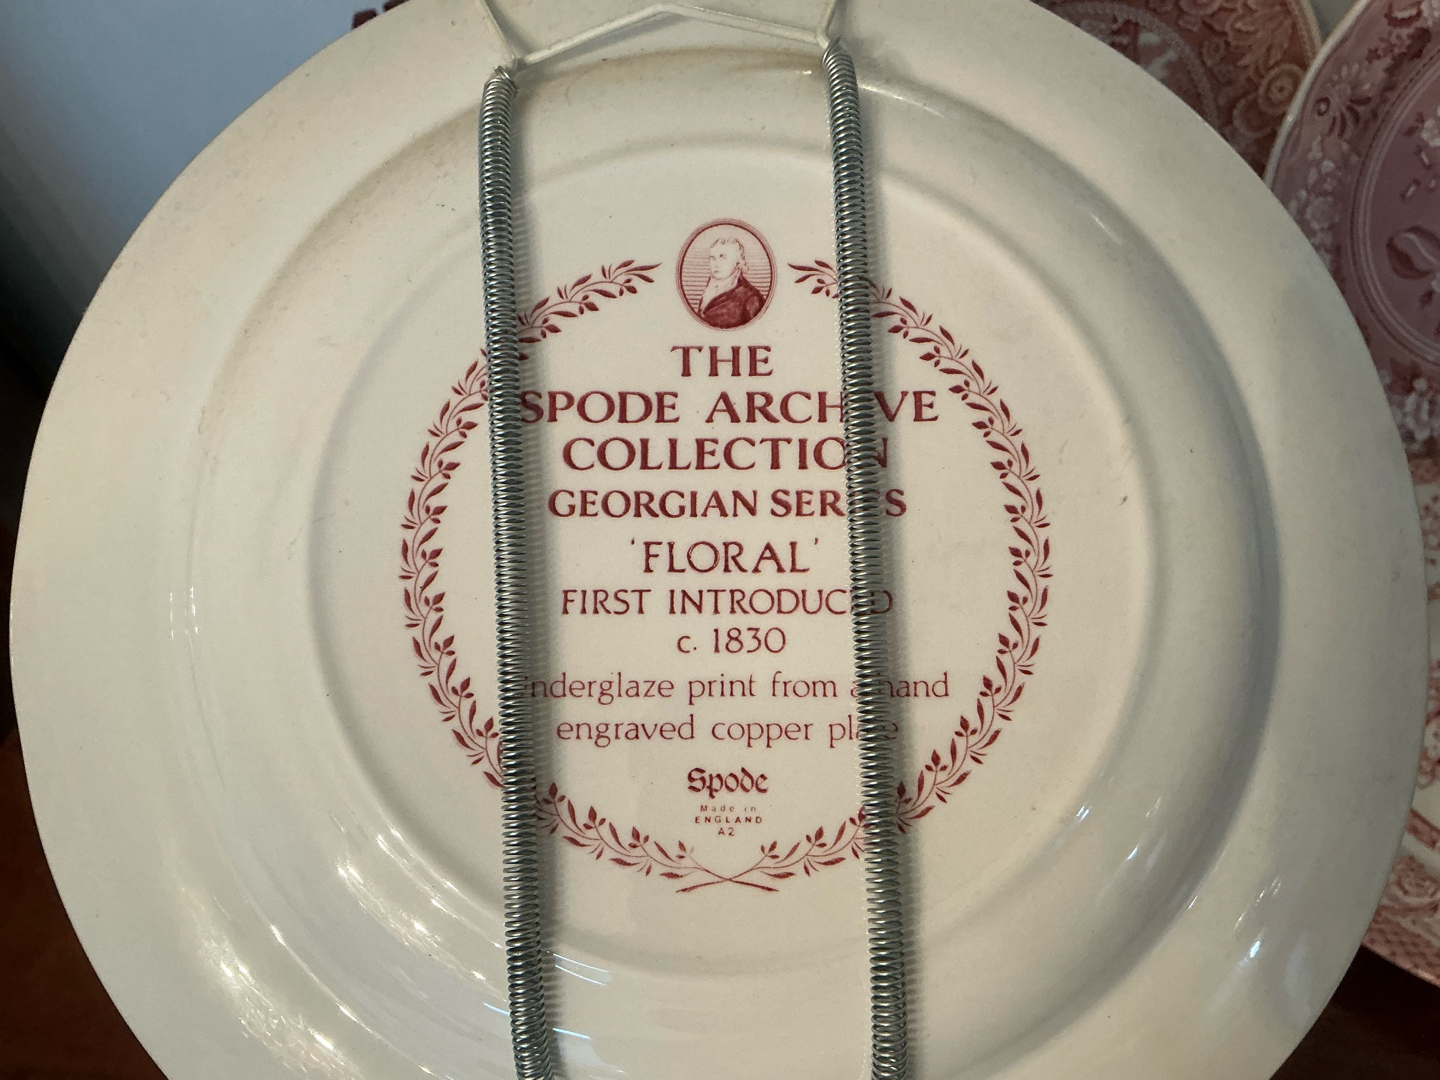 THE
SPODE ARCHIVE
COLLECTION
GEORGIAN SERIES
'FLORAL'
FIRST INTRODUCED
c. 1830
Underglaze print from a hand
engraved copper plate
Spode
Made in
ENGLAND
A2